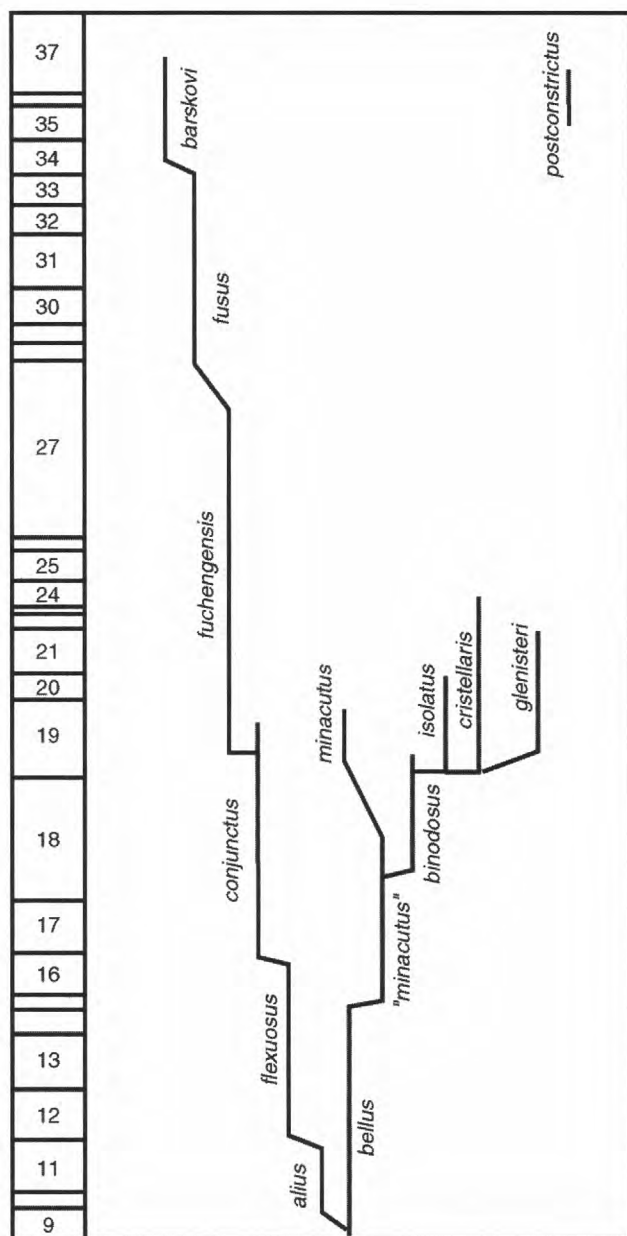 37
35
34
33
32
31
30
27
25
24
21
20
19
18
17
16
13
12
11
9
barskovi
postconstrictus
fusus
fuchengensis
minacutus
isolatus
cristellaris
glenisteri
conjunctus
binodosus
"minacutus"
flexuosus
bellus
alius